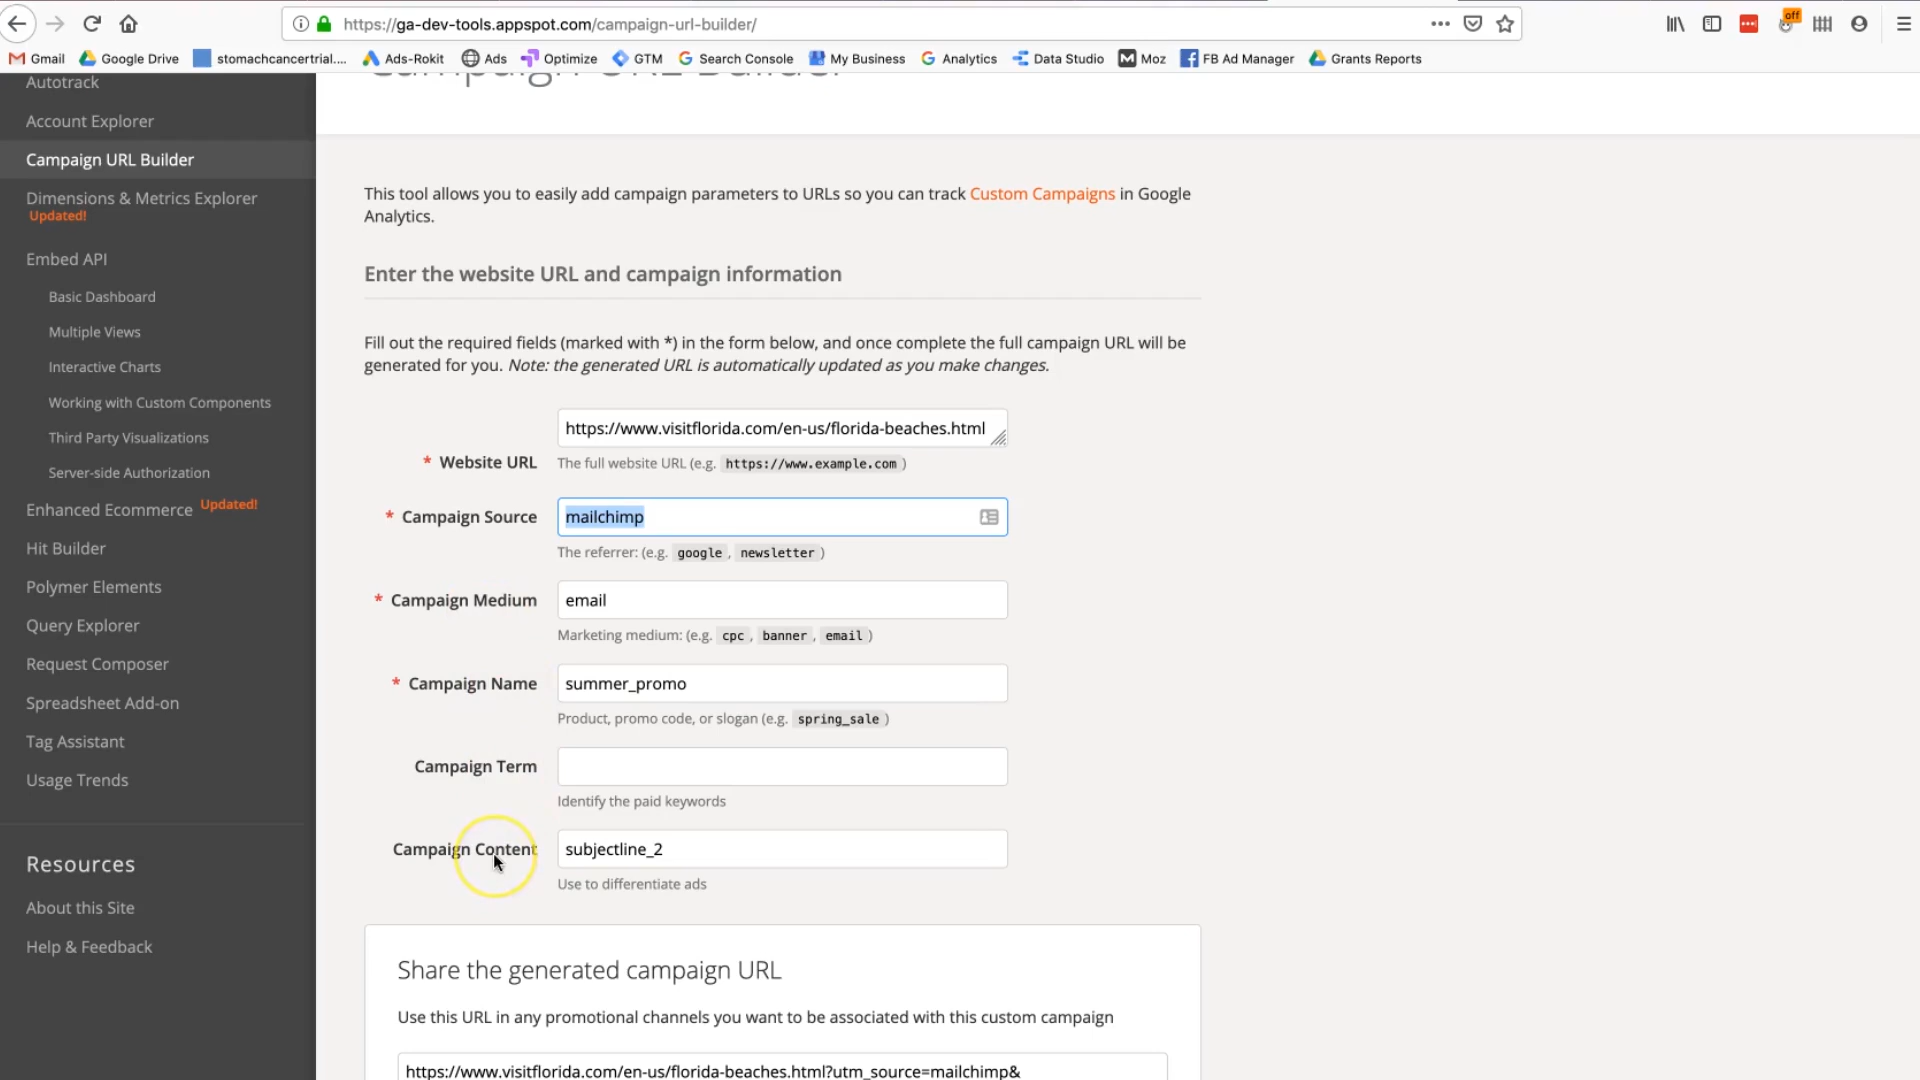 https://ga-dev-tools.appspot.com/campaign-url-builder/
off
Gmail Google Drive stomachcancertrial.... Ads-Rokit Ads Optimize GTM Search Console My Business Analytics Data Studio Moz FB Ad Manager Grants Reports
Campaign URL Builder
Autotrack
Account Explorer
Campaign URL Builder
Dimensions & Metrics Explorer
Updated!
Embed API
Basic Dashboard
Multiple Views
Interactive Charts
Working with Custom Components
Third Party Visualizations
Server-side Authorization
Enhanced Ecommerce Updated!
Hit Builder
Polymer Elements
Query Explorer
Request Composer
Spreadsheet Add-on
Tag Assistant
Usage Trends
Resources
About this Site
Help & Feedback
This tool allows you to easily add campaign parameters to URLs so you can track Custom Campaigns in Google
Analytics.
Enter the website URL and campaign information
Fill out the required fields (marked with *) in the form below, and once complete the full campaign URL will be
generated for you. Note: the generated URL is automatically updated as you make changes.
https://www.visitflorida.com/en-us/florida-beaches.html
* Website URL The full website URL (e.g. https://www.example.com )
* Campaign Source mailchimp
The referrer: (e.g. google , newsletter )
* Campaign Medium email
Marketing medium: (e.g. cpc , banner , email )
* Campaign Name summer_promo
Product, promo code, or slogan (e.g. spring_sale )
Campaign Term
Identify the paid keywords
Campaign Content subjectline_2
Use to differentiate ads
Share the generated campaign URL
Use this URL in any promotional channels you want to be associated with this custom campaign
https://www.visitflorida.com/en-us/florida-beaches.html?utm_source=mailchimp&